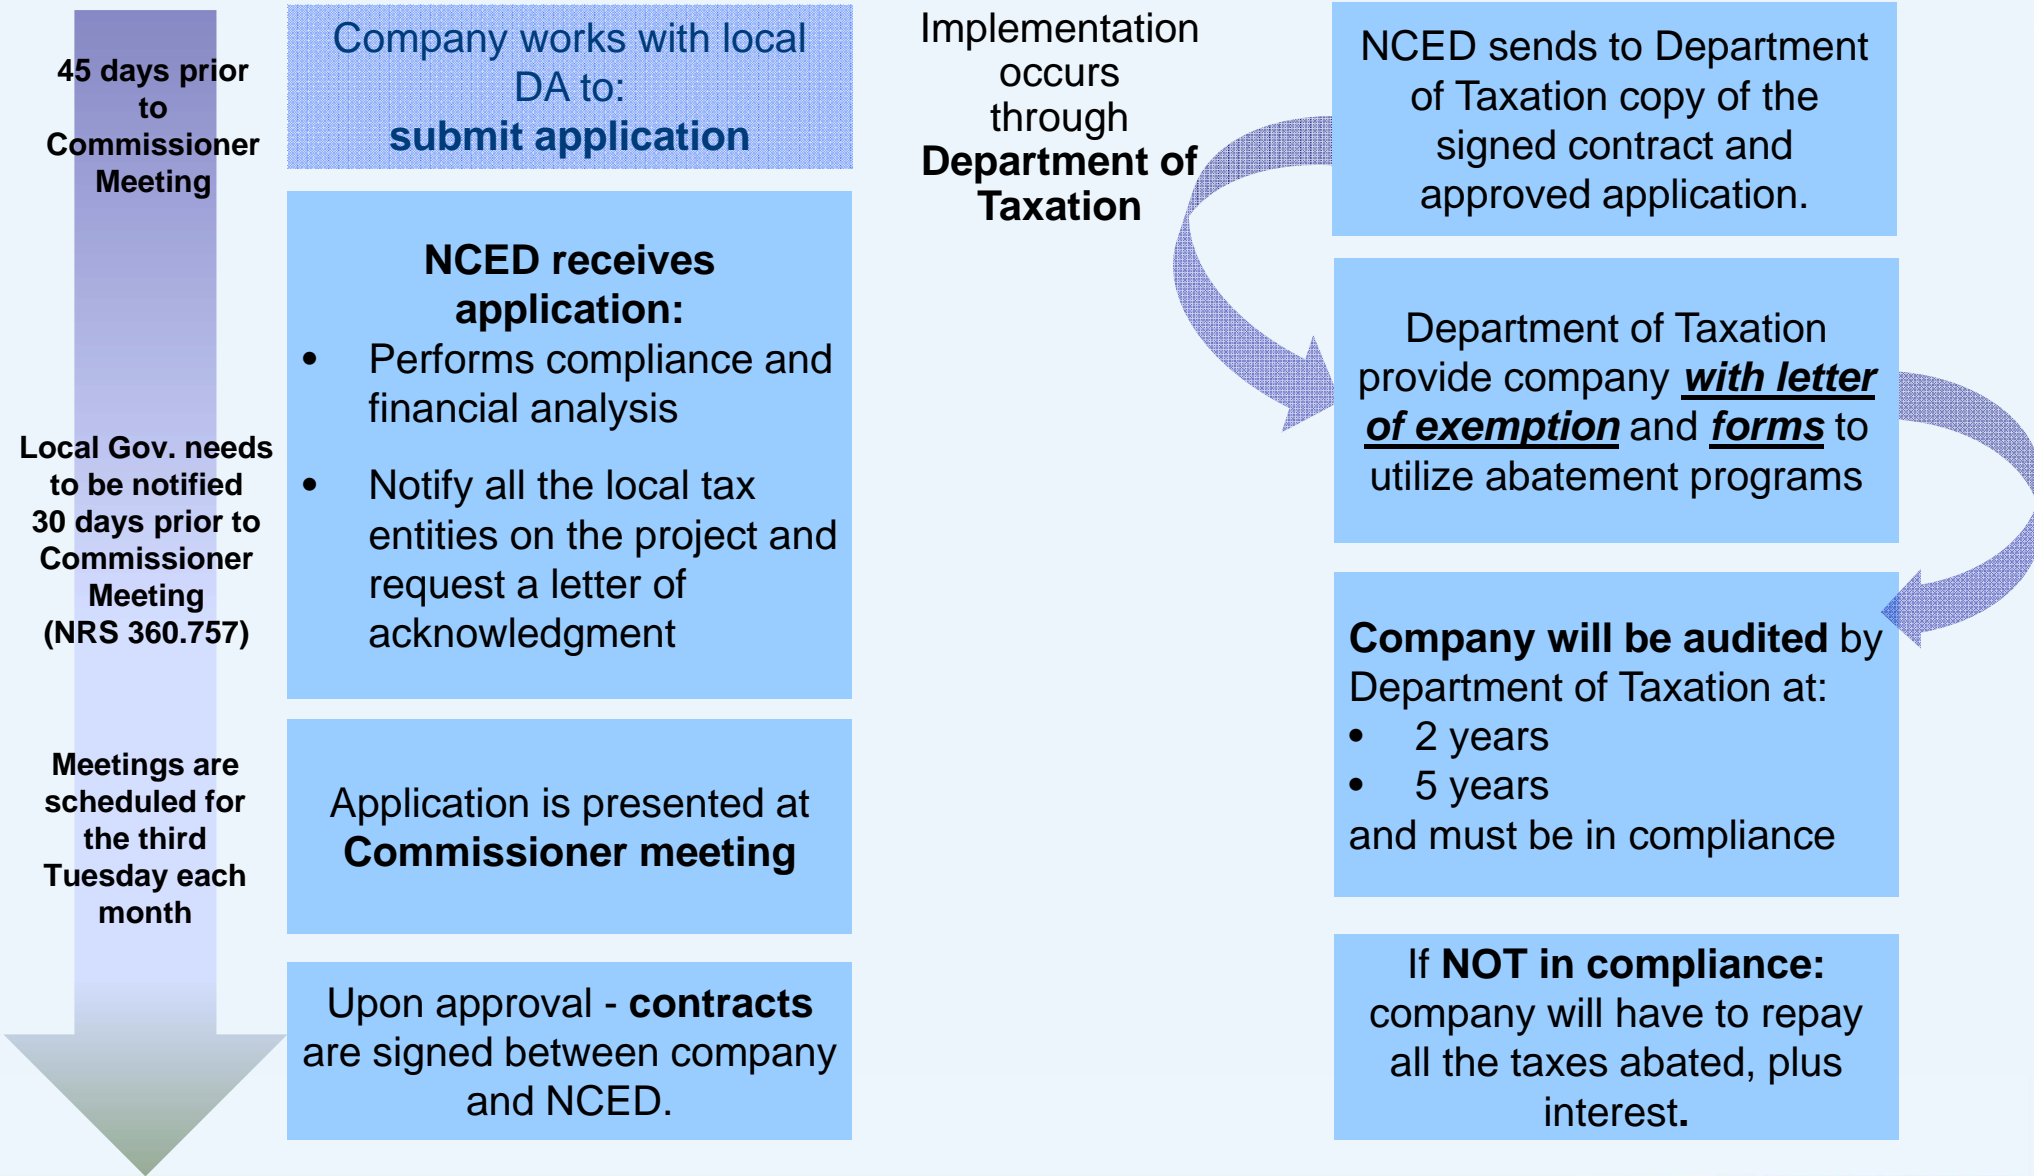 45 days prior
to
Commissioner
Meeting
Local Gov. needs
to be notified
30 days prior to
Commissioner
Meeting
(NRS 360.757)
Meetings are
scheduled for
the third
Tuesday each
month
Company works with local
DA to:
submit application
NCED receives
application:
• Performs compliance and
financial analysis
• Notify all the local tax
entities on the project and
request a letter of
acknowledgment
Application is presented at
Commissioner meeting
Upon approval - contracts
are signed between company
and NCED.
Implementation
occurs
through
Department of
Taxation
NCED sends to Department
of Taxation copy of the
signed contract and
approved application.
Department of Taxation
provide company with letter
of exemption and forms to
utilize abatement programs
Company will be audited by
Department of Taxation at:
• 2 years
• 5 years
and must be in compliance
If NOT in compliance:
company will have to repay
all the taxes abated, plus
interest.